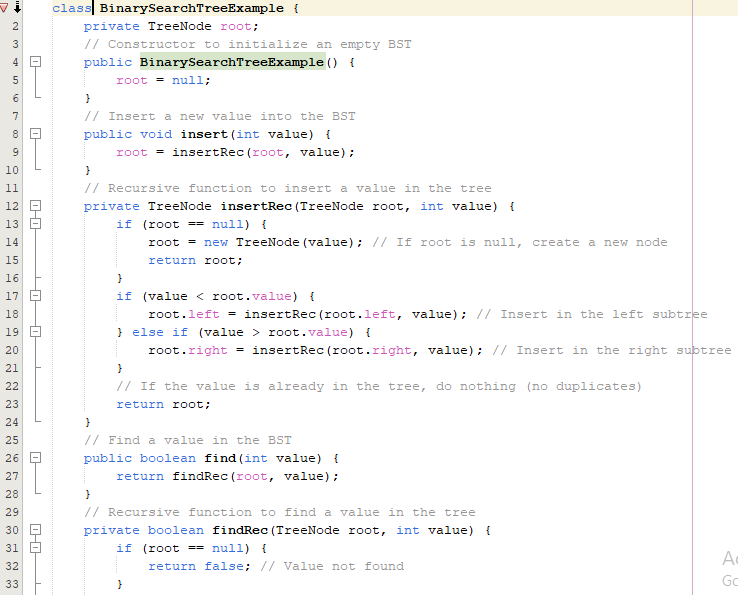 1 class BinarySearchTreeExample {
2 private TreeNode root;
3 // Constructor to initialize an empty BST
4 public BinarySearchTreeExample() {
5 root = null;
6 }
7 // Insert a new value into the BST
8 public void insert(int value) {
9 root = insertRec(root, value);
10 }
11 // Recursive function to insert a value in the tree
12 private TreeNode insertRec(TreeNode root, int value) {
13 if (root == null) {
14 root = new TreeNode(value); // If root is null, create a new node
15 return root;
16 }
17 if (value < root.value) {
18 root.left = insertRec(root.left, value); // Insert in the left subtree
19 } else if (value > root.value) {
20 root.right = insertRec(root.right, value); // Insert in the right subtree
21 }
22 // If the value is already in the tree, do nothing (no duplicates)
23 return root;
24 }
25 // Find a value in the BST
26 public boolean find(int value) {
27 return findRec(root, value);
28 }
29 // Recursive function to find a value in the tree
30 private boolean findRec(TreeNode root, int value) {
31 if (root == null) {
32 return false; // Value not found
33 }